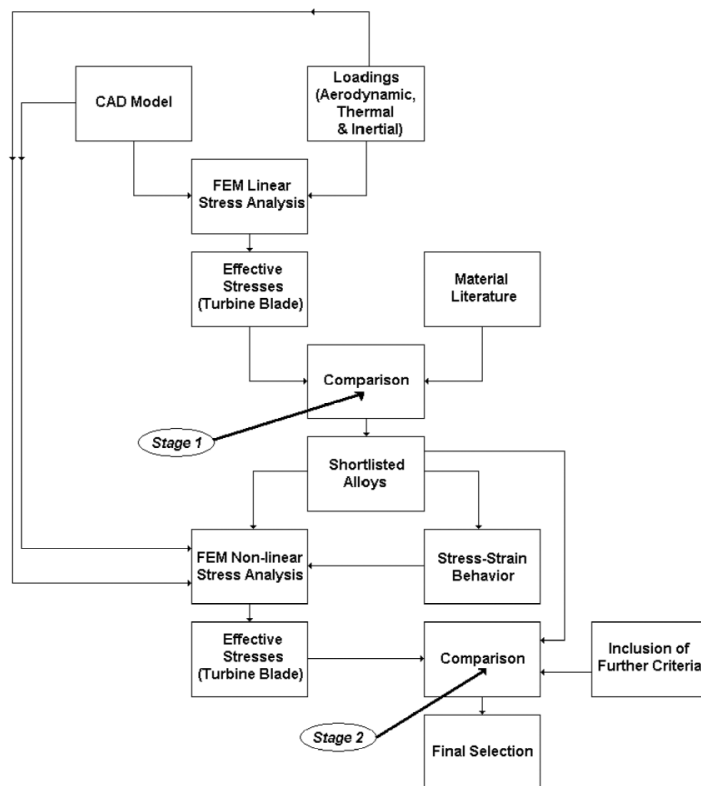 Loadings
(Aerodynamic,
Thermal
& Inertial)
CAD Model
FEM Linear
Stress Analysis
Effective
Stresses
(Turbine Blade)
Material
Literature
Comparison
Stage 1
Shortlisted
Alloys
FEM Non-linear
Stress Analysis
Stress-Strain
Behavior
Effective
Stresses
(Turbine Blade)
Comparison
Inclusion of
Further Criteria
Stage 2
Final Selection